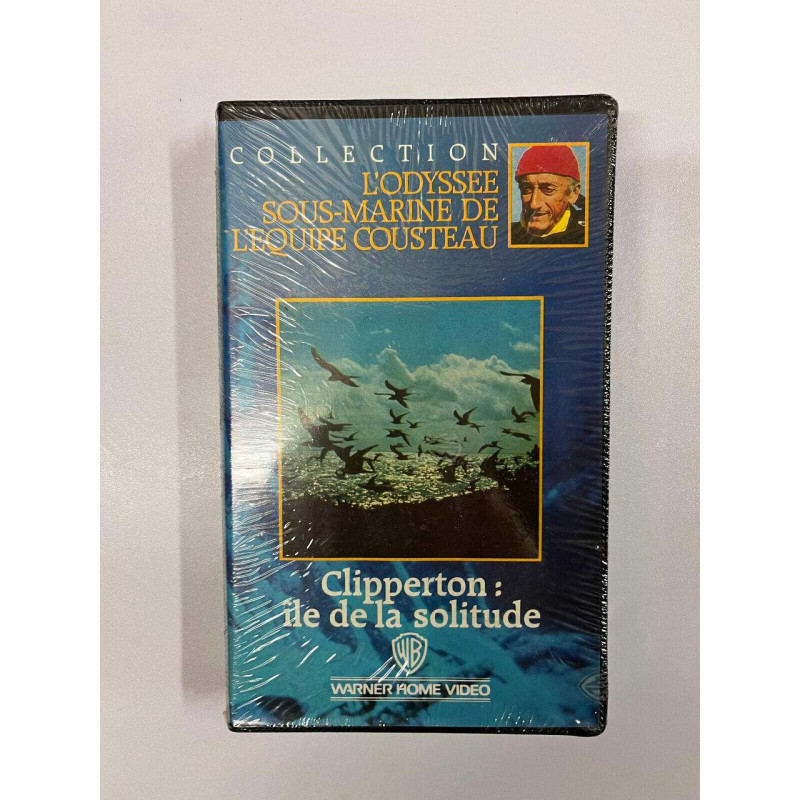 COLLECTION
L'ODYSSEE
SOUS-MARINE DE
L'EQUIPE COUSTEAU
Clipperton :
île de la solitude
WB
WARNER HOME VIDEO